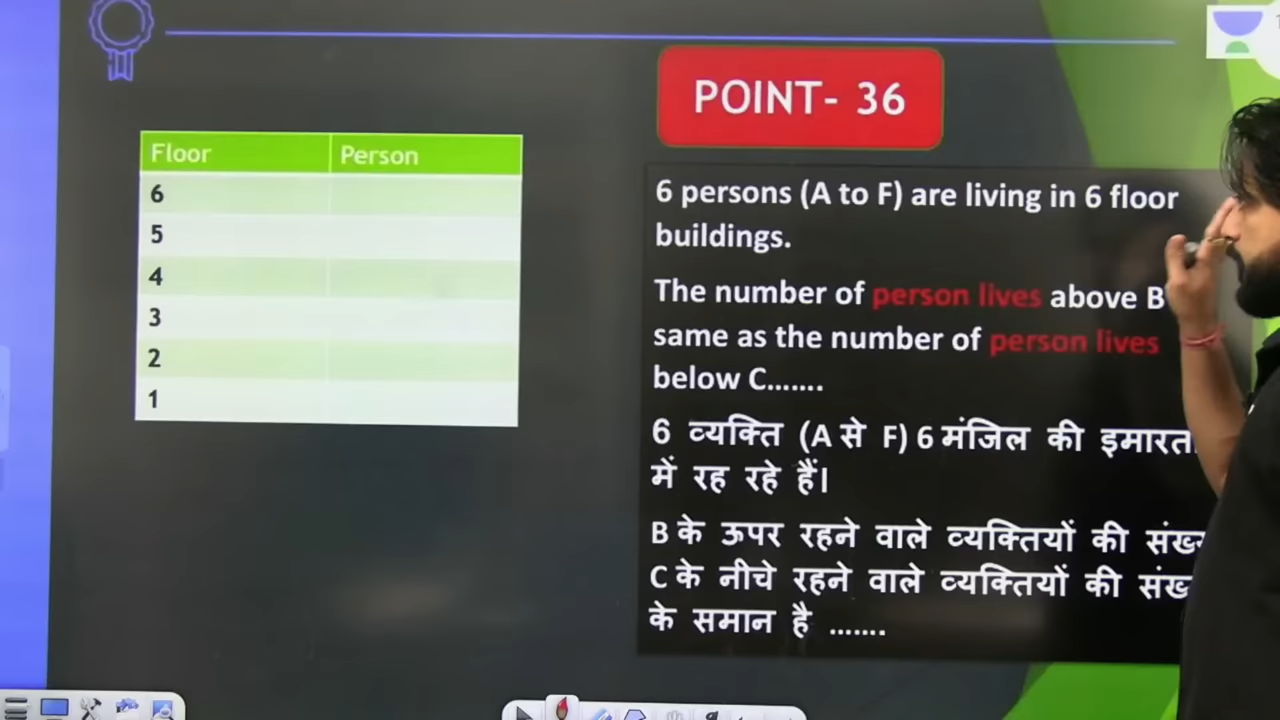 POINT- 36
Floor Person
6
5
4
3
2
1
6 persons (A to F) are living in 6 floor
buildings.
The number of person lives above B
same as the number of person lives
below C.......
6 व्यक्ति (A से F) 6 मंजिल की इमारत
में रह रहे हैं।
B के ऊपर रहने वाले व्यक्तियों की
C के नीचे रहने वाले व्यक्तियों की
के समान है .......